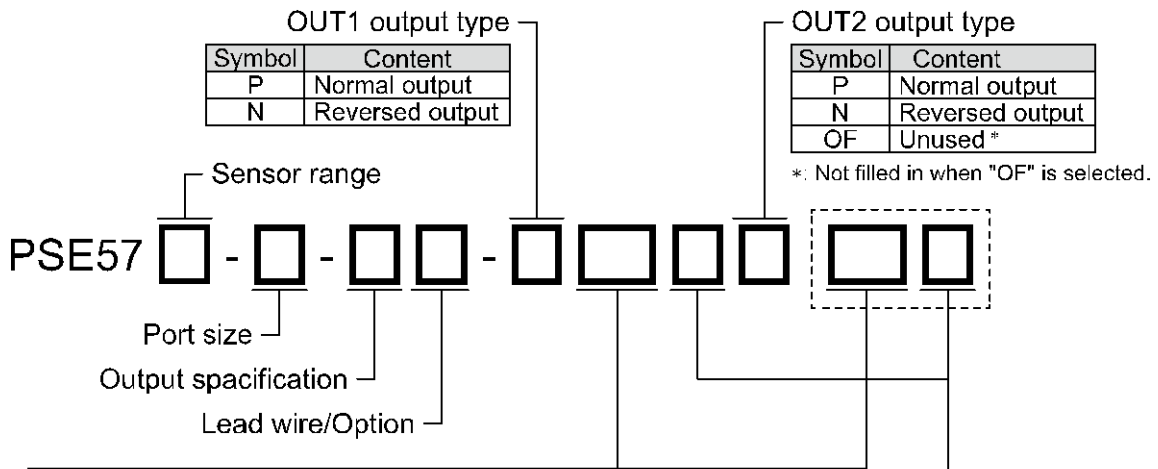 OUT1 output type
Symbol Content
P Normal output
N Reversed output
OUT2 output type
Symbol Content
P Normal output
N Reversed output
OF Unused *
*: Not filled in when "OF" is selected.
Sensor range
PSE57 - - -
Port size
Output spacification
Lead wire/Option